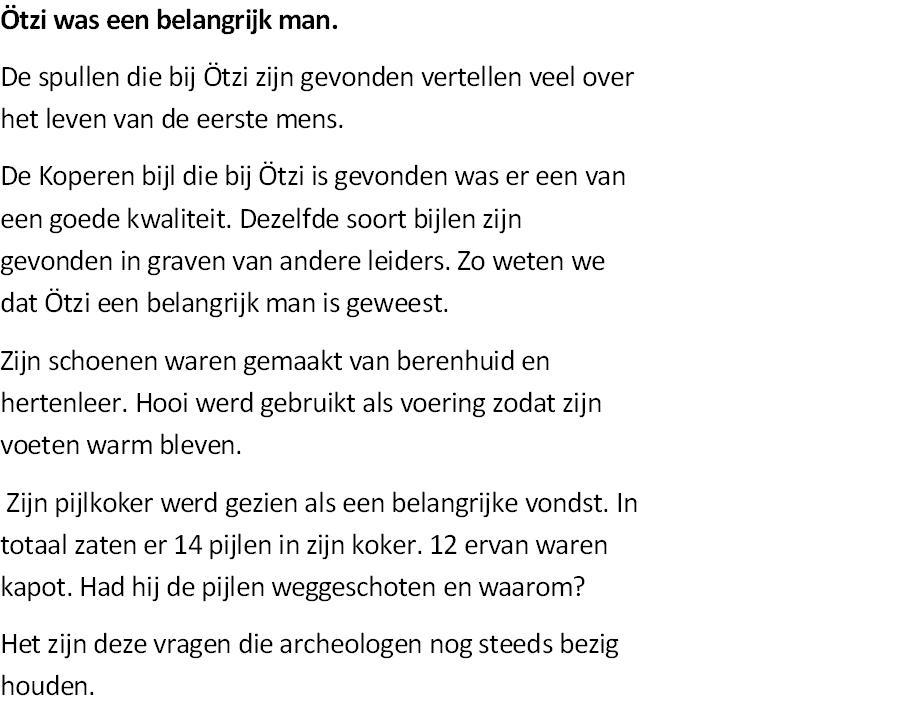 Ötzi was een belangrijk man.
De spullen die bij Ötzi zijn gevonden vertellen veel over
het leven van de eerste mens.
De Koperen bijl die bij Ötzi is gevonden was er een van
een goede kwaliteit. Dezelfde soort bijlen zijn
gevonden in graven van andere leiders. Zo weten we
dat Ötzi een belangrijk man is geweest.
Zijn schoenen waren gemaakt van berenhuid en
hertenleer. Hooi werd gebruikt als voering zodat zijn
voeten warm bleven.
Zijn pijlkoker werd gezien als een belangrijke vondst. In
totaal zaten er 14 pijlen in zijn koker. 12 ervan waren
kapot. Had hij de pijlen weggeschoten en waarom?
Het zijn deze vragen die archeologen nog steeds bezig
houden.